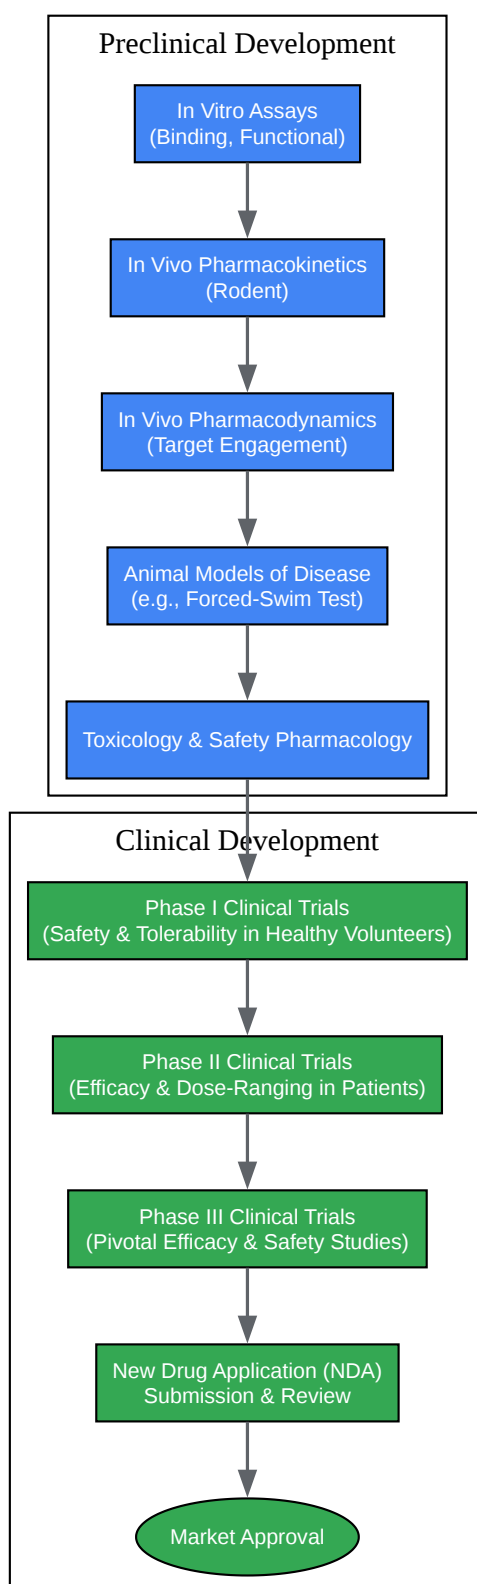 Preclinical Development
In Vitro Assays
(Binding, Functional)
In Vivo Pharmacokinetics
(Rodent)
In Vivo Pharmacodynamics
(Target Engagement)
Animal Models of Disease
(e.g., Forced-Swim Test)
Toxicology & Safety Pharmacology
Clinical Development
Phase I Clinical Trials
(Safety & Tolerability in Healthy Volunteers)
Phase II Clinical Trials
(Efficacy & Dose-Ranging in Patients)
Phase III Clinical Trials
(Pivotal Efficacy & Safety Studies)
New Drug Application (NDA)
Submission & Review
Market Approval